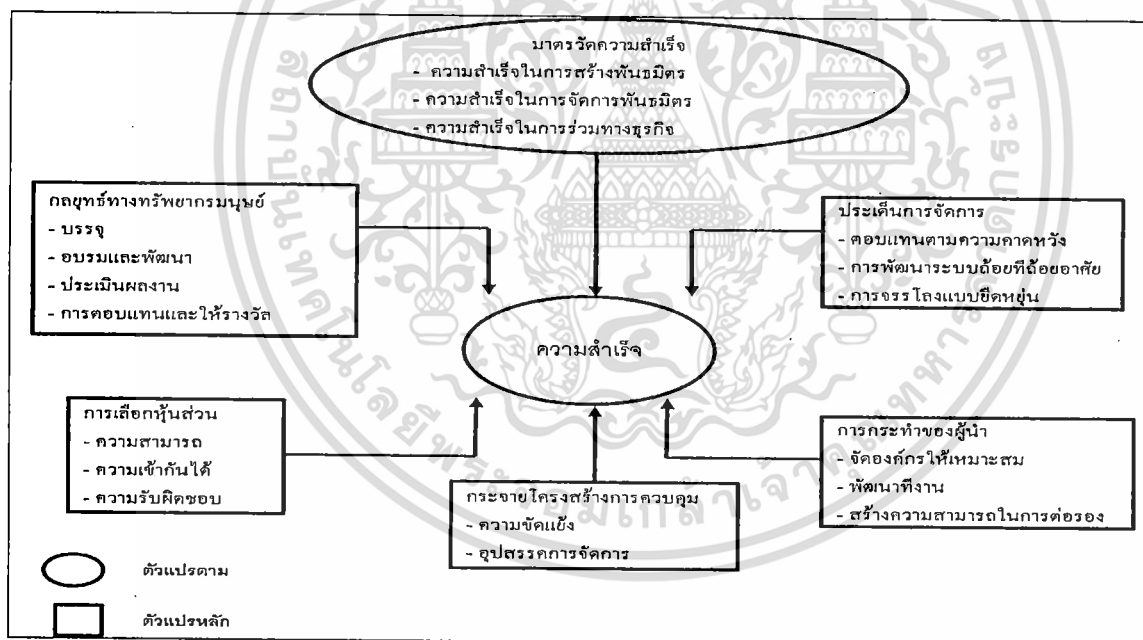 มาตรวัดความสำเร็จ
- ความสำเร็จในการสร้างพันธมิตร
- ความสำเร็จในการจัดการพันธมิตร
- ความสำเร็จในการร่วมทางธุรกิจ
กลยุทธ์ทางทรัพยากรมนุษย์
- บรรจุ
- อบรมและพัฒนา
- ประเมินผลงาน
- การตอบแทนและให้รางวัล
ประเด็นการจัดการ
- ตอบแทนตามความคาดหวัง
- การพัฒนาระบบถ้อยทีถ้อยอาศัย
- การจรรโลงแบบยืดหยุ่น
ความสำเร็จ
การเลือกหุ้นส่วน
- ความสามารถ
- ความเข้ากันได้
- ความรับผิดชอบ
กระจายโครงสร้างการควบคุม
- ความขัดแย้ง
- อุปสรรคการจัดการ
การกระทำของผู้นำ
- จัดองค์กรให้เหมาะสม
- พัฒนาทีงาน
- สร้างความสามารถในการต่อรอง
ตัวแปรตาม
ตัวแปรหลัก